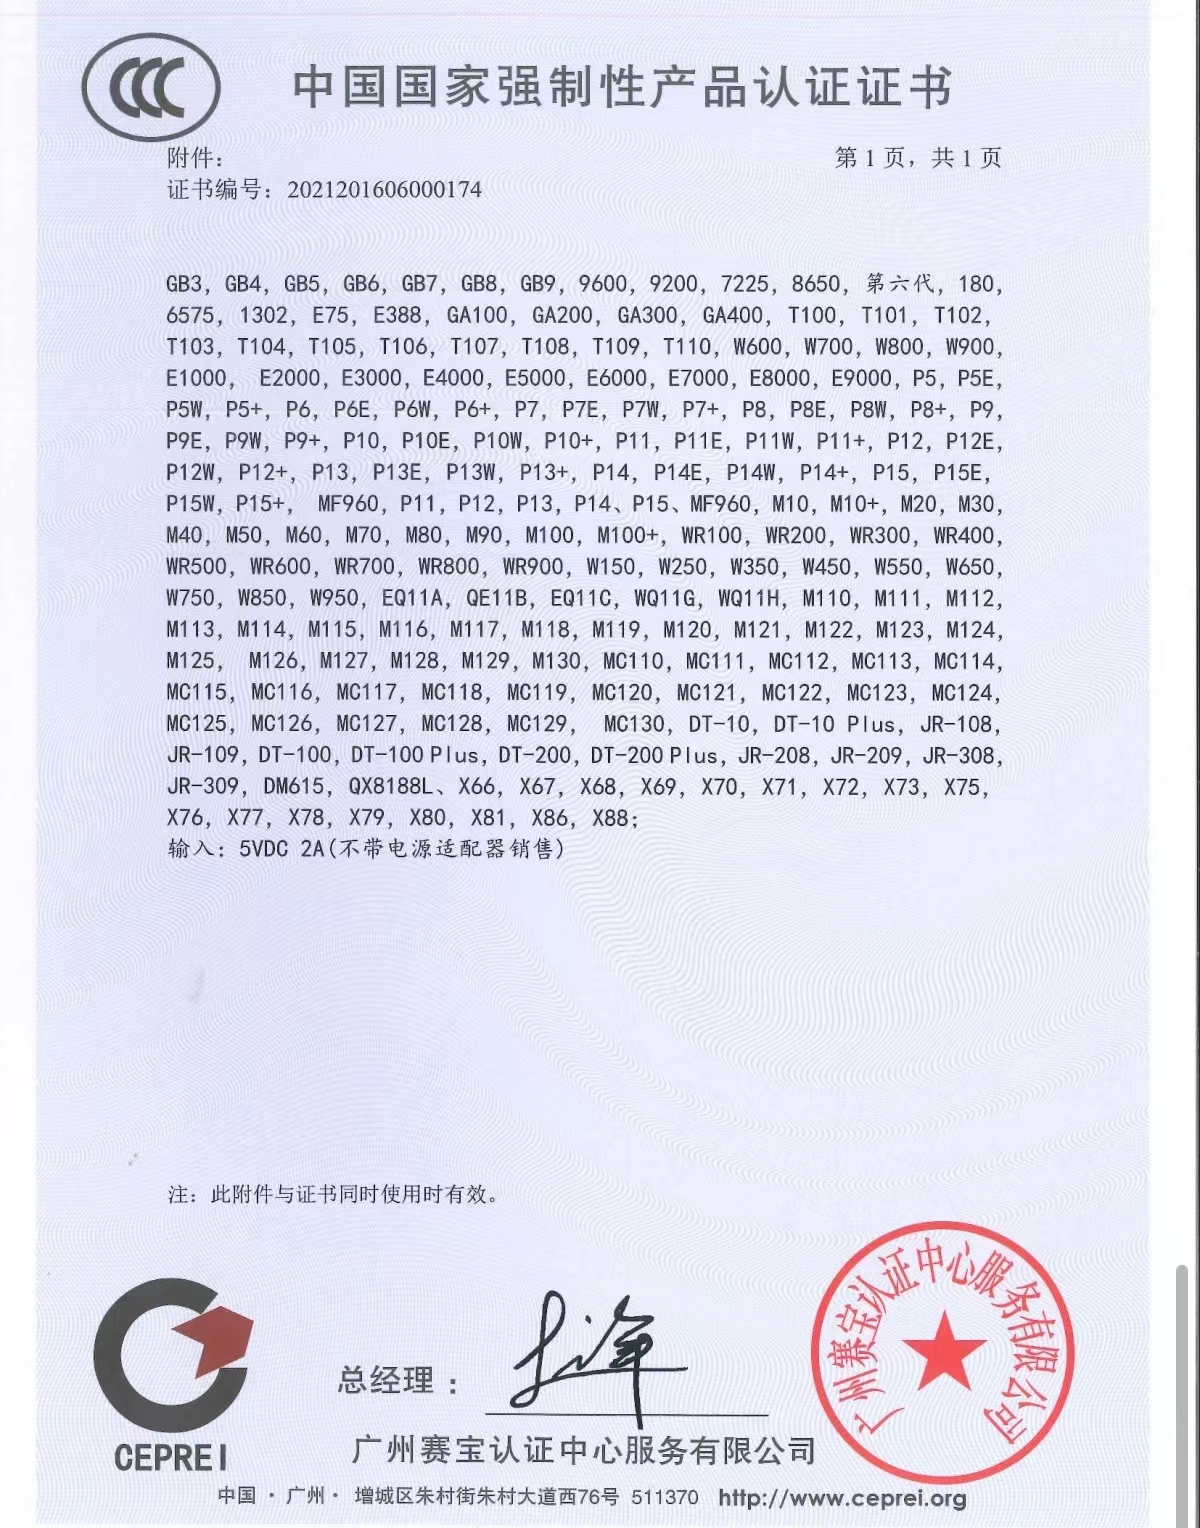 中国国家强制性产品认证证书
附件：
第 1 页，共 1 页
证书编号：2021201606000174
GB3, GB4, GB5, GB6, GB7, GB8, GB9, 9600, 9200, 7225, 8650, 第六代, 180,
6575, 1302, E75, E388, GA100, GA200, GA300, GA400, T100, T101, T102,
T103, T104, T105, T106, T107, T108, T109, T110, W600, W700, W800, W900,
E1000, E2000, E3000, E4000, E5000, E6000, E7000, E8000, E9000, P5, P5E,
P5W, P5+, P6, P6E, P6W, P6+, P7, P7E, P7W, P7+, P8, P8E, P8W, P8+, P9,
P9E, P9W, P9+, P10, P10E, P10W, P10+, P11, P11E, P11W, P11+, P12, P12E,
P12W, P12+, P13, P13E, P13W, P13+, P14, P14E, P14W, P14+, P15, P15E,
P15W, P15+, MF960, P11, P12, P13, P14、P15、MF960, M10, M10+, M20, M30,
M40, M50, M60, M70, M80, M90, M100, M100+, WR100, WR200, WR300, WR400,
WR500, WR600, WR700, WR800, WR900, W150, W250, W350, W450, W550, W650,
W750, W850, W950, EQ11A, QE11B, EQ11C, WQ11G, WQ11H, M110, M111, M112,
M113, M114, M115, M116, M117, M118, M119, M120, M121, M122, M123, M124,
M125, M126, M127, M128, M129, M130, MC110, MC111, MC112, MC113, MC114,
MC115, MC116, MC117, MC118, MC119, MC120, MC121, MC122, MC123, MC124,
MC125, MC126, MC127, MC128, MC129, MC130, DT-10, DT-10 Plus, JR-108,
JR-109, DT-100, DT-100 Plus, DT-200, DT-200 Plus, JR-208, JR-209, JR-308,
JR-309, DM615, QX8188L、X66, X67, X68, X69, X70, X71, X72, X73, X75,
X76, X77, X78, X79, X80, X81, X86, X88;
输入: 5VDC 2A(不带电源适配器销售)
注：此附件与证书同时使用时有效。
广州赛宝认证中心服务有限公司
总经理：
CEPREI
广州赛宝认证中心服务有限公司
中国・广州・ 增城区朱村街朱村大道西76号 511370 http://www.ceprei.org